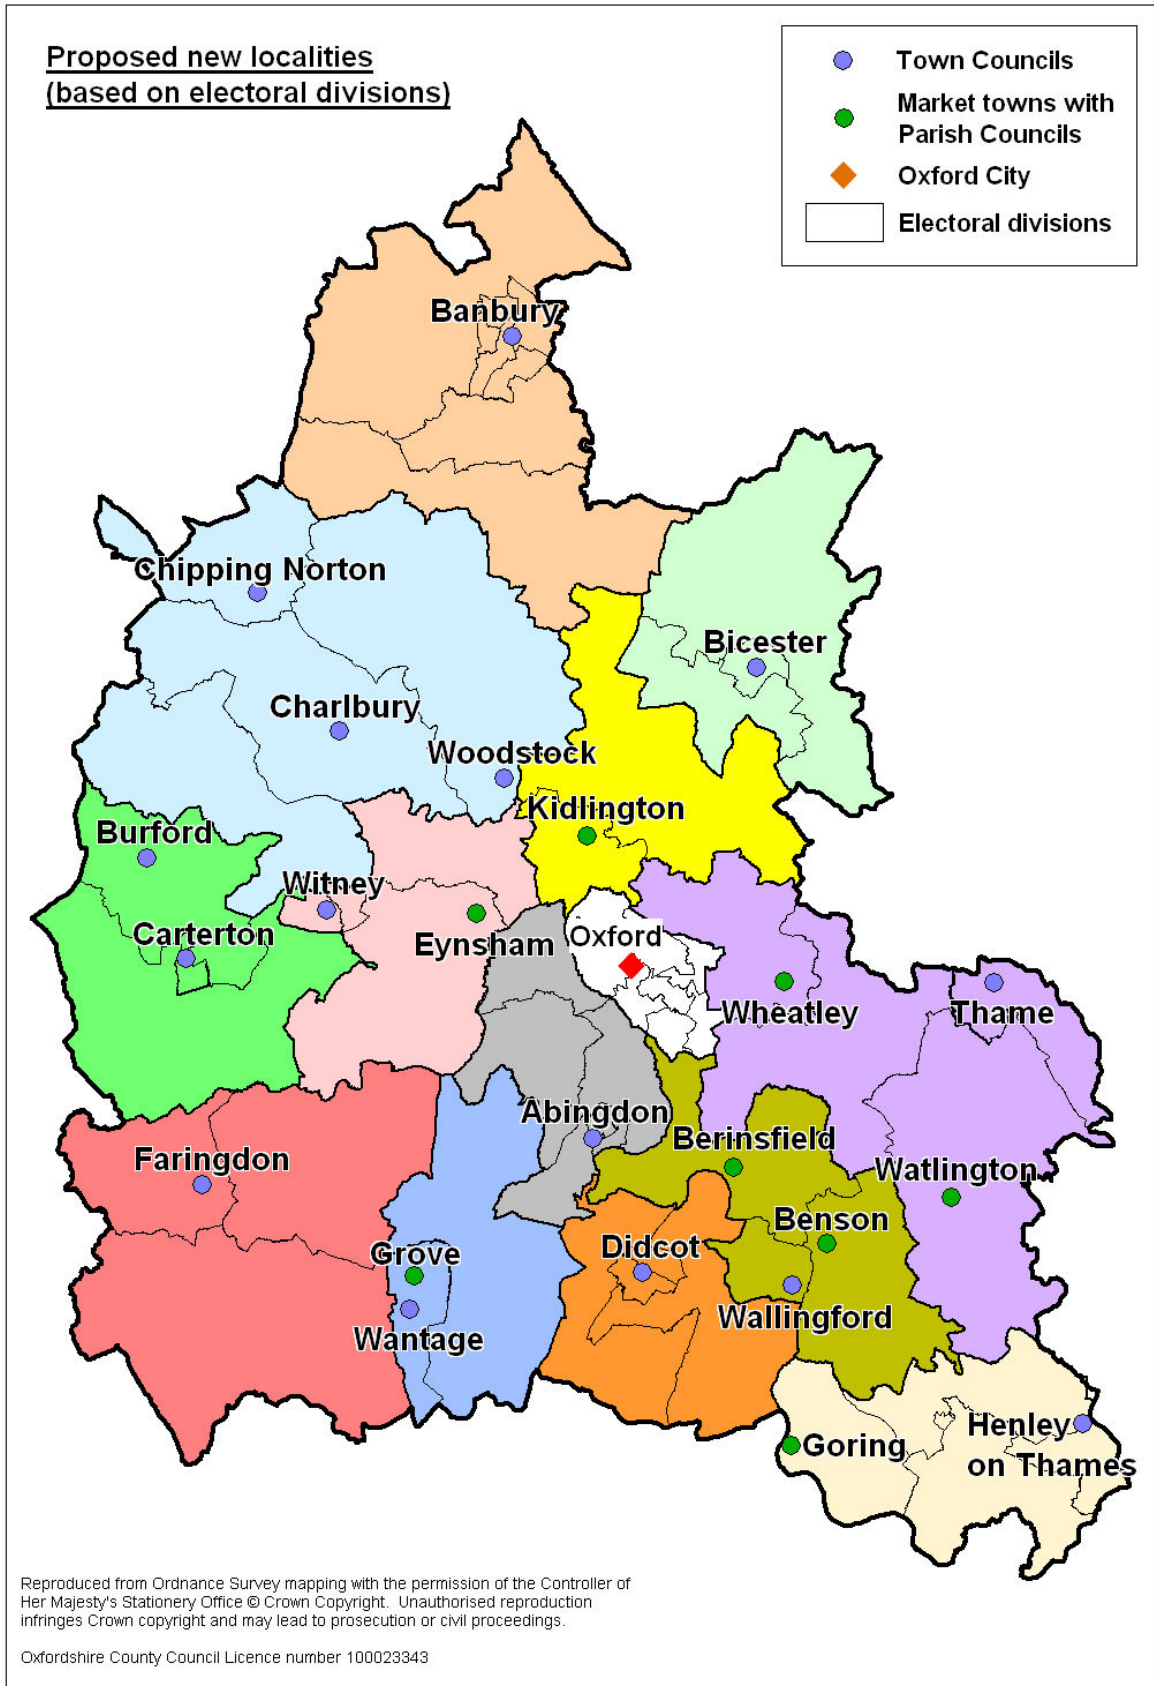 Proposed new localities
(based on electoral divisions)
Town Councils
Market towns with
Parish Councils
Oxford City
Electoral divisions
Banbury
Chipping Norton
Bicester
Charlbury
Woodstock
Kidlington
Burford
Witney
Carterton
Eynsham
Oxford
Wheatley
Thame
Abingdon
Berinsfield
Faringdon
Watlington
Benson
Grove
Didcot
Wallingford
Wantage
Henley
on Thames
Goring
Reproduced from Ordnance Survey mapping with the permission of the Controller of
Her Majesty's Stationery Office © Crown Copyright.  Unauthorised reproduction
infringes Crown copyright and may lead to prosecution or civil proceedings.
Oxfordshire County Council Licence number 100023343